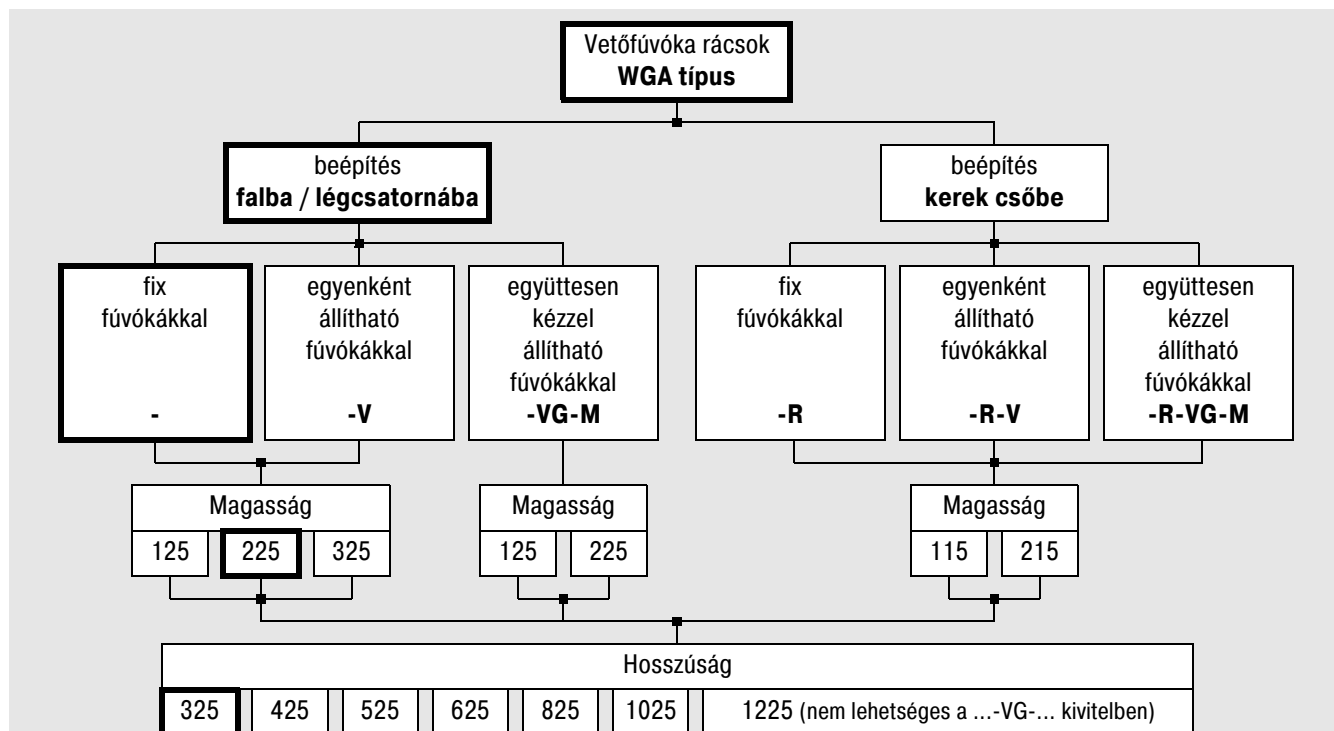 Vetőfúvóka rácsok
WGA típus
beépítés
falba / légcsatornába
beépítés
kerek csőbe
fix
fúvókákkal
-
egyenként
állítható
fúvókákkal
-V
együttesen
kézzel
állítható
fúvókákkal
-VG-M
fix
fúvókákkal
-R
egyenként
állítható
fúvókákkal
-R-V
együttesen
kézzel
állítható
fúvókákkal
-R-VG-M
Magasság
125 225 325
Magasság
125 225
Magasság
115 215
Hosszúság
325 425 525 625 825 1025 1225 (nem lehetséges a ...-VG-... kivitelben)